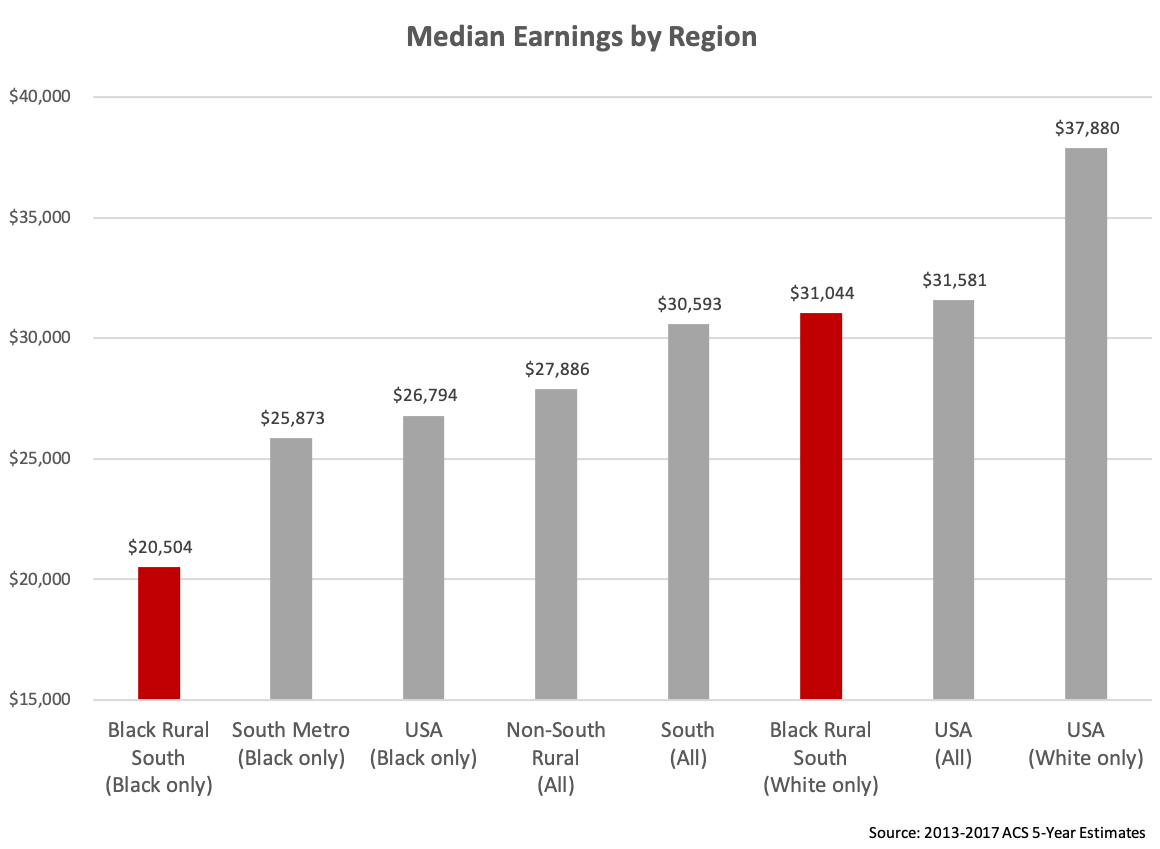 Median Earnings by Region
$40,000
$35,000
$30,000
$25,000
$20,000
$15,000
$20,504
$25,873
$26,794
$27,886
$30,593
$31,044
$31,581
$37,880
Black Rural
South
(Black only)
South Metro
(Black only)
USA
(Black only)
Non-South
Rural
(All)
South
(All)
Black Rural
South
(White only)
USA
(All)
USA
(White only)
Source: 2013-2017 ACS 5-Year Estimates